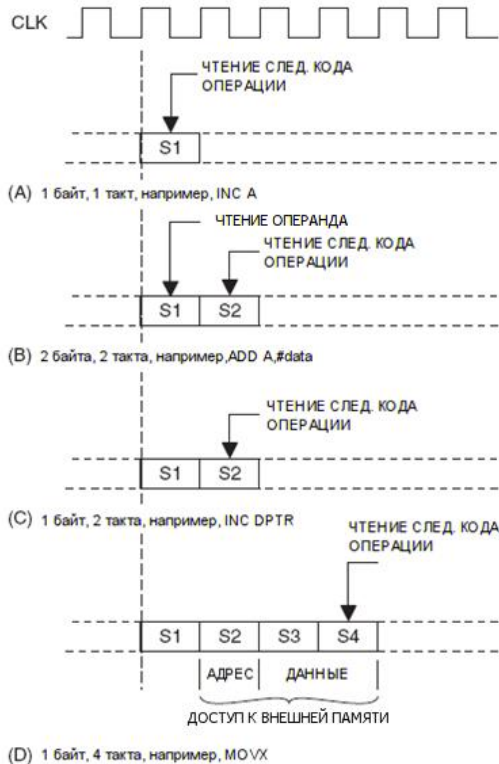 CLK
ЧТЕНИЕ СЛЕД. КОДА
ОПЕРАЦИИ
S1
(A) 1 байт, 1 такт, например, INC A
ЧТЕНИЕ ОПЕРАНДА
ЧТЕНИЕ СЛЕД. КОДА
ОПЕРАЦИИ
S1 S2
(B) 2 байта, 2 такта, например,ADD A,#data
ЧТЕНИЕ СЛЕД. КОДА
ОПЕРАЦИИ
S1 S2
(C) 1 байт, 2 такта, например, INC DPTR
ЧТЕНИЕ СЛЕД. КОДА
ОПЕРАЦИИ
S1 S2 S3 S4
АДРЕС ДАННЫЕ
ДОСТУП К ВНЕШНЕЙ ПАМЯТИ
(D) 1 байт, 4 такта, например, MOVX